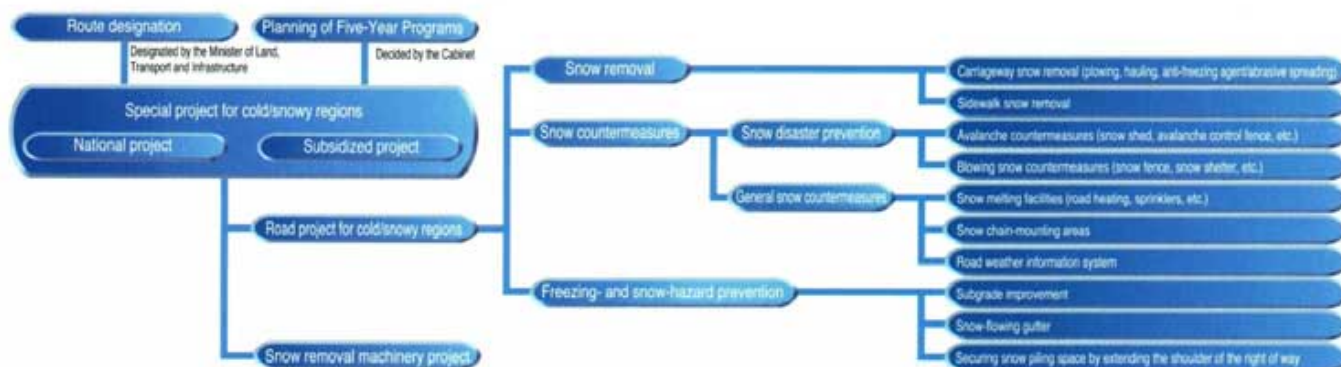 Route designation
Planning of Five-Year Programs
Designated by the Minister of Land,
Transport and Infrastructure
Decided by the Cabinet
Special project for cold/snowy regions
National project
Subsidized project
Road project for cold/snowy regions
Snow removal machinery project
Snow removal
Snow countermeasures
Snow disaster prevention
General snow countermeasures
Freezing- and snow-hazard prevention
Carriageway snow removal (plowing, hauling, anti-freezing agent/abrasive spreading)
Sidewalk snow removal
Avalanche countermeasures (snow shed, avalanche control fence, etc.)
Blowing snow countermeasures (snow fence, snow shelter, etc.)
Snow melting facilities (road heating, sprinklers, etc.)
Snow chain-mounting areas
Road weather information system
Subgrade improvement
Snow-flowing gutter
Securing snow piling space by extending the shoulder of the right of way